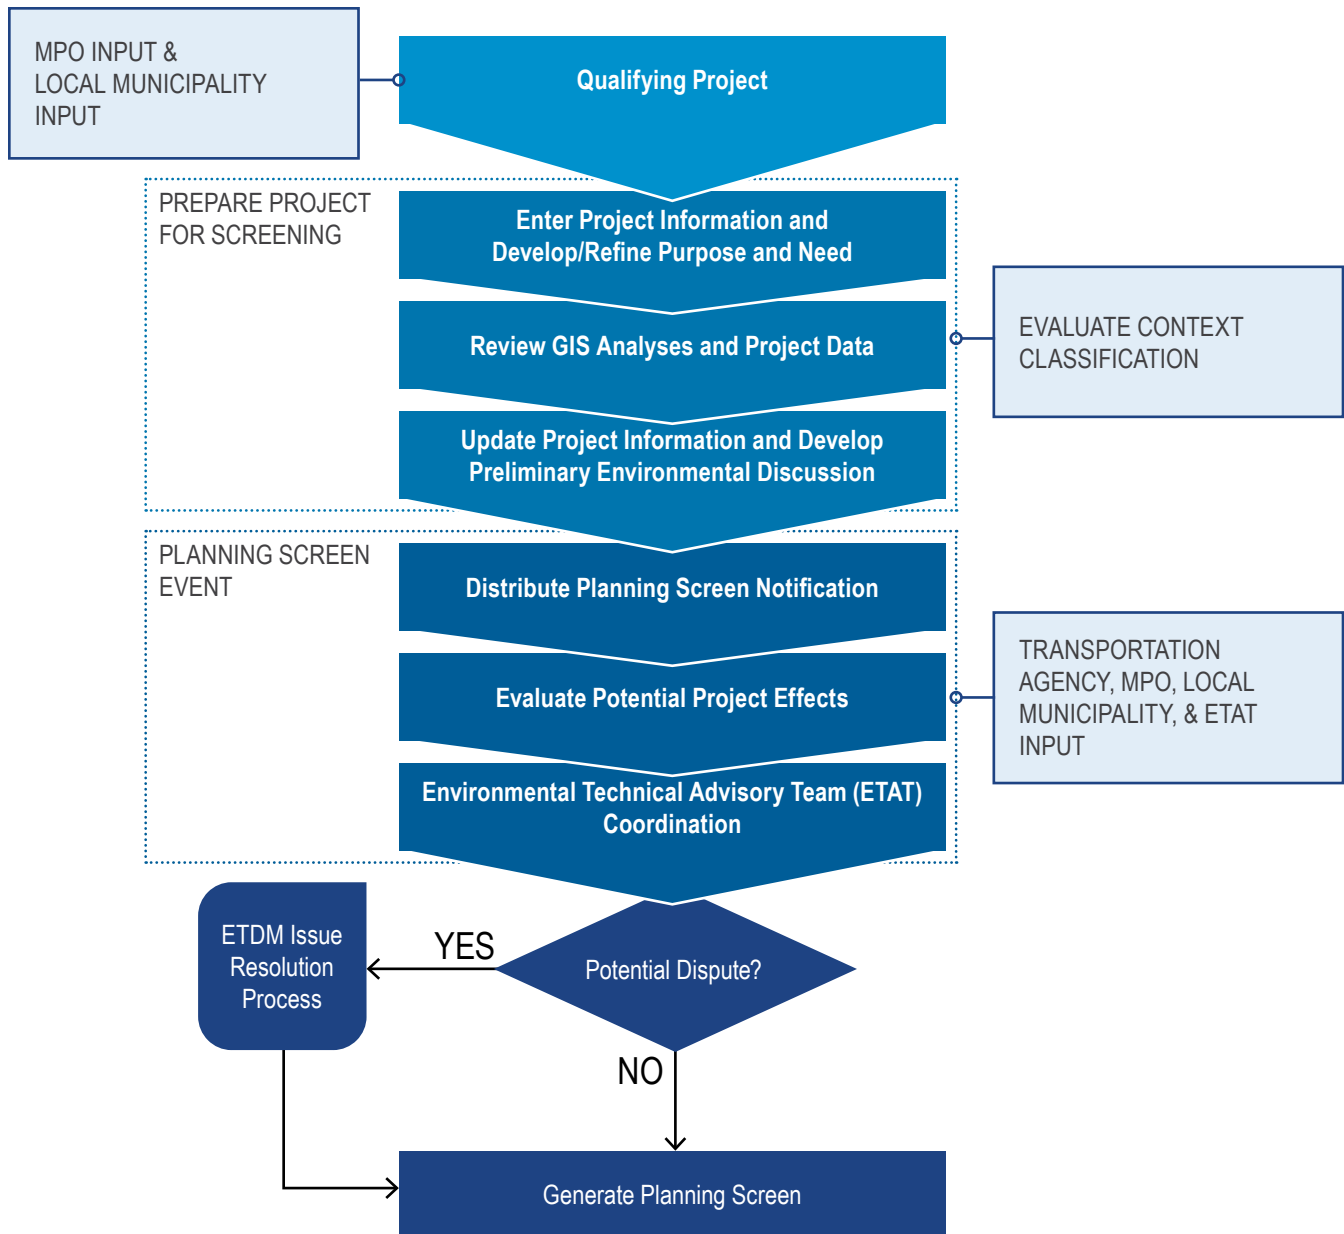 MPO INPUT &
LOCAL MUNICIPALITY
INPUT
Qualifying Project
PREPARE PROJECT
FOR SCREENING
Enter Project Information and
Develop/Refine Purpose and Need
Review GIS Analyses and Project Data
EVALUATE CONTEXT
CLASSIFICATION
Update Project Information and Develop
Preliminary Environmental Discussion
PLANNING SCREEN
EVENT
Distribute Planning Screen Notification
Evaluate Potential Project Effects
TRANSPORTATION
AGENCY, MPO, LOCAL
MUNICIPALITY, & ETAT
INPUT
Environmental Technical Advisory Team (ETAT)
Coordination
Potential Dispute?
YES
ETDM Issue
Resolution
Process
NO
Generate Planning Screen